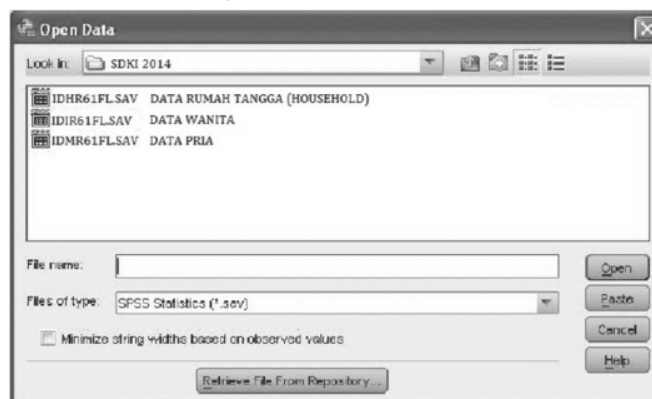 Open Data
Look in: SDKI 2014
IDHR61FL.SAV DATA RUMAH TANGGA (HOUSEHOLD)
IDIR61FL.SAV DATA WANITA
IDMR61FL.SAV DATA PRIA
File name:
Open
Files of type: SPSS Statistics (*.sav)
Paste
Minimize string widths based on observed values
Cancel
Help
Retrieve File From Repository...